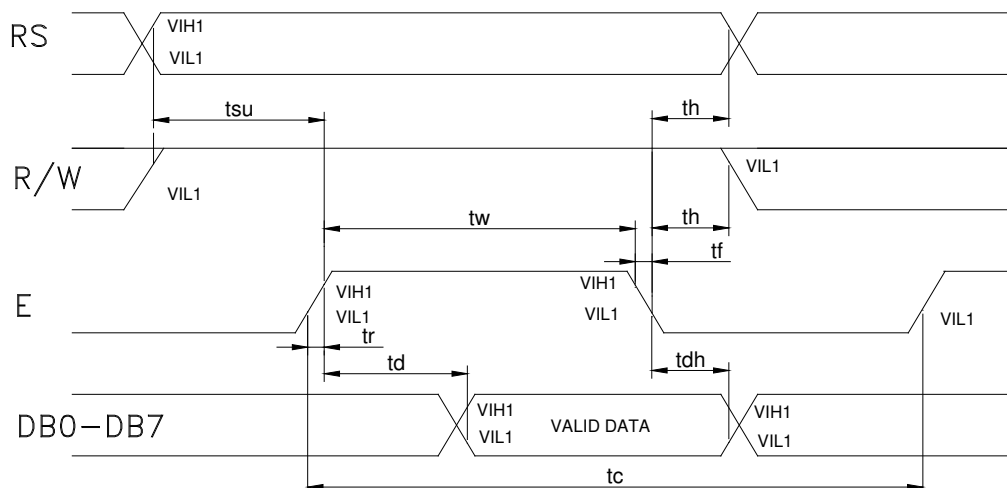 RS
VIH1
VIL1
tsu
th
R/W
VIL1
VIL1
tw
th
tf
E
VIH1
VIL1
VIH1
VIL1
VIL1
tr
td
tdh
DB0-DB7
VIH1
VIL1
VALID DATA
VIH1
VIL1
tc